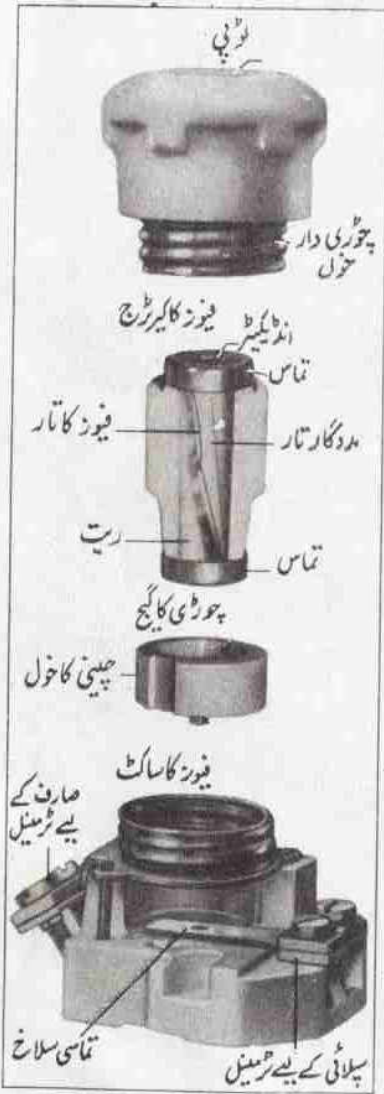 ٹوپی
چوڑی دار
خول
فیوز کا کیرٹرج
انڈیکیٹر
تماس
فیوز کا تار
مددگار تار
ریت
تماس
چوڑی کا گیج
چینی کا خول
فیوز کا ساکٹ
صارف کے
لیے ٹرمینل
تماسی سلاخ
سپلائی کے لیے ٹرمینل